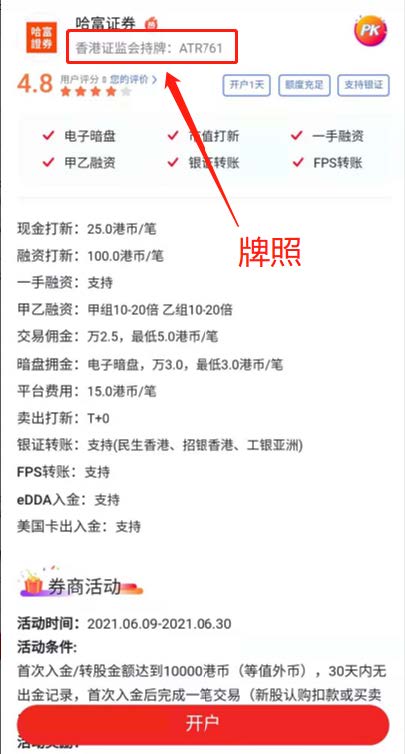 哈富证券
哈富
證券
PK
香港证监会持牌：ATR761
4.8
用户评分 您的评价 >
开户1天 额度充足 支持银证
电子暗盘 市值打新 一手融资
甲乙融资 银证转账 FPS转账
牌照
现金打新：25.0港币/笔
融资打新：100.0港币/笔
一手融资：支持
甲乙融资：甲组10-20倍 乙组10-20倍
交易佣金：万2.5，最低5.0港币/笔
暗盘拥金：电子暗盘，万3.0，最低3.0港币/笔
平台费用：15.0港币/笔
卖出打新：T+0
银证转账：支持(民生香港、招银香港、工银亚洲)
FPS转账：支持
eDDA入金：支持
美国卡出入金：支持
券商活动
活动时间：2021.06.09-2021.06.30
活动条件:
首次入金/转股金额达到10000港币（等值外币），30天内无
出金记录，首次入金后完成一笔交易（新股认购扣款或买卖
开户